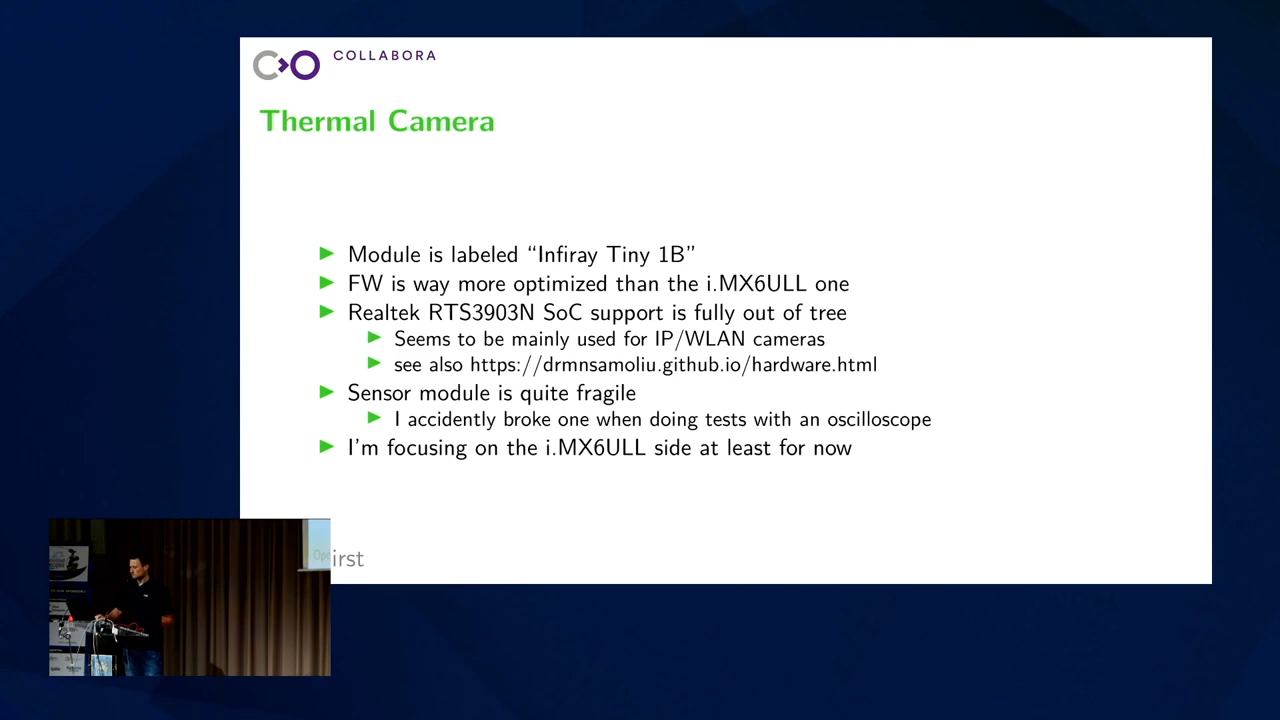 COLLABORA
Thermal Camera
Module is labeled “Infiray Tiny 1B”
FW is way more optimized than the i.MX6ULL one
Realtek RTS3903N SoC support is fully out of tree
Seems to be mainly used for IP/WLAN cameras
see also https://drmnsamoliu.github.io/hardware.html
Sensor module is quite fragile
I accidently broke one when doing tests with an oscilloscope
I'm focusing on the i.MX6ULL side at least for now
irst